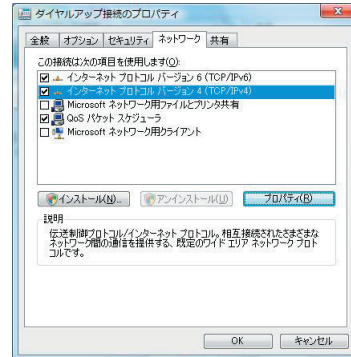 ダイヤルアップ接続のプロパティ
全般 オプション セキュリティ ネットワーク 共有
この接続は次の項目を使用します(O):
インターネット プロトコル バージョン 6 (TCP/IPv6)
インターネット プロトコル バージョン 4 (TCP/IPv4)
Microsoft ネットワーク用ファイルとプリンタ共有
QoS パケット スケジューラ
Microsoft ネットワーク用クライアント
インストール(N)... アンインストール(U) プロパティ(R)
説明
伝送制御プロトコル/インターネット プロトコル。相互接続されたさまざまな
ネットワーク間の通信を提供する、既定のワイド エリア ネットワーク プロト
コルです。
OK キャンセル